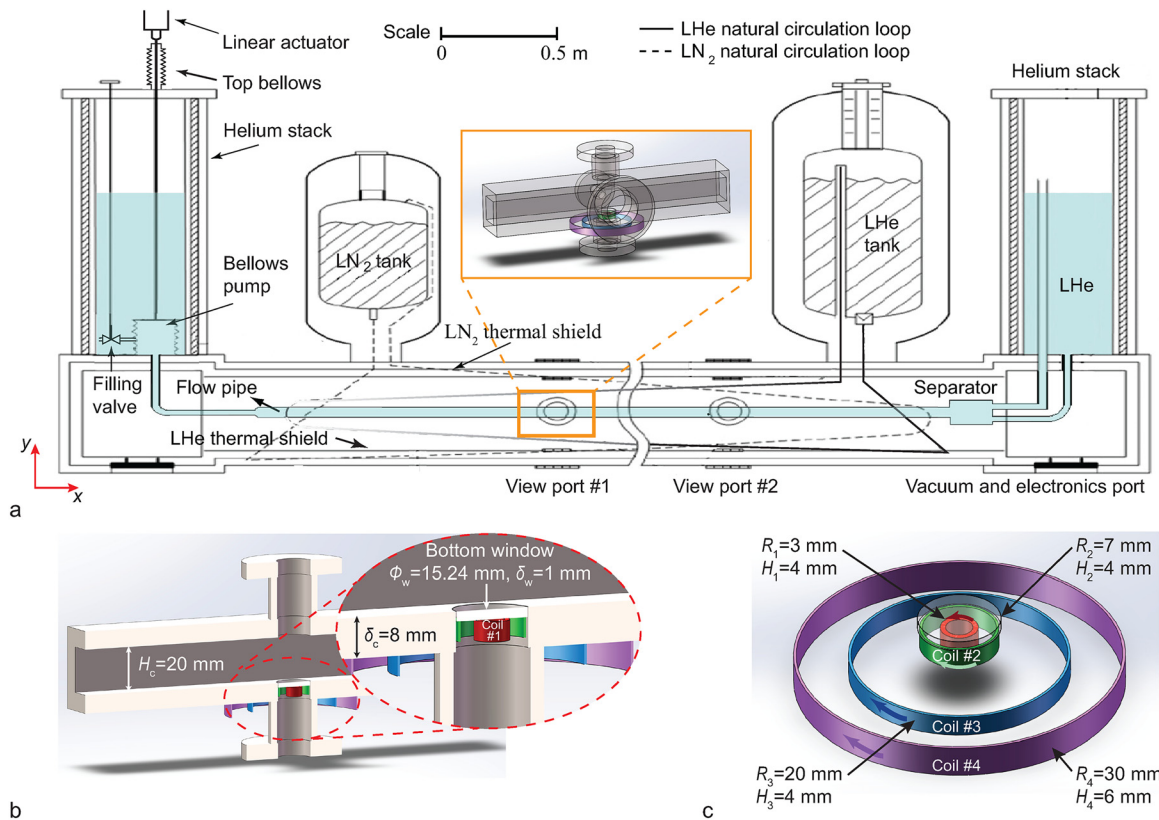 Linear actuator
Top bellows
Helium stack
Scale
0
0.5 m
LHe natural circulation loop
LN2 natural circulation loop
Helium stack
Bellows
pump
LN2 tank
LHe
tank
LHe
LN2 thermal shield
Filling
valve
Flow pipe
Separator
LHe thermal shield
y
x
View port #1
View port #2
Vacuum and electronics port
a
Bottom window
Φw=15.24 mm, δw=1 mm
Coil
#1
δc=8 mm
Hc=20 mm
b
R1=3 mm
H1=4 mm
R2=7 mm
H2=4 mm
Coil #2
Coil #3
Coil #4
R3=20 mm
H3=4 mm
R4=30 mm
H4=6 mm
c